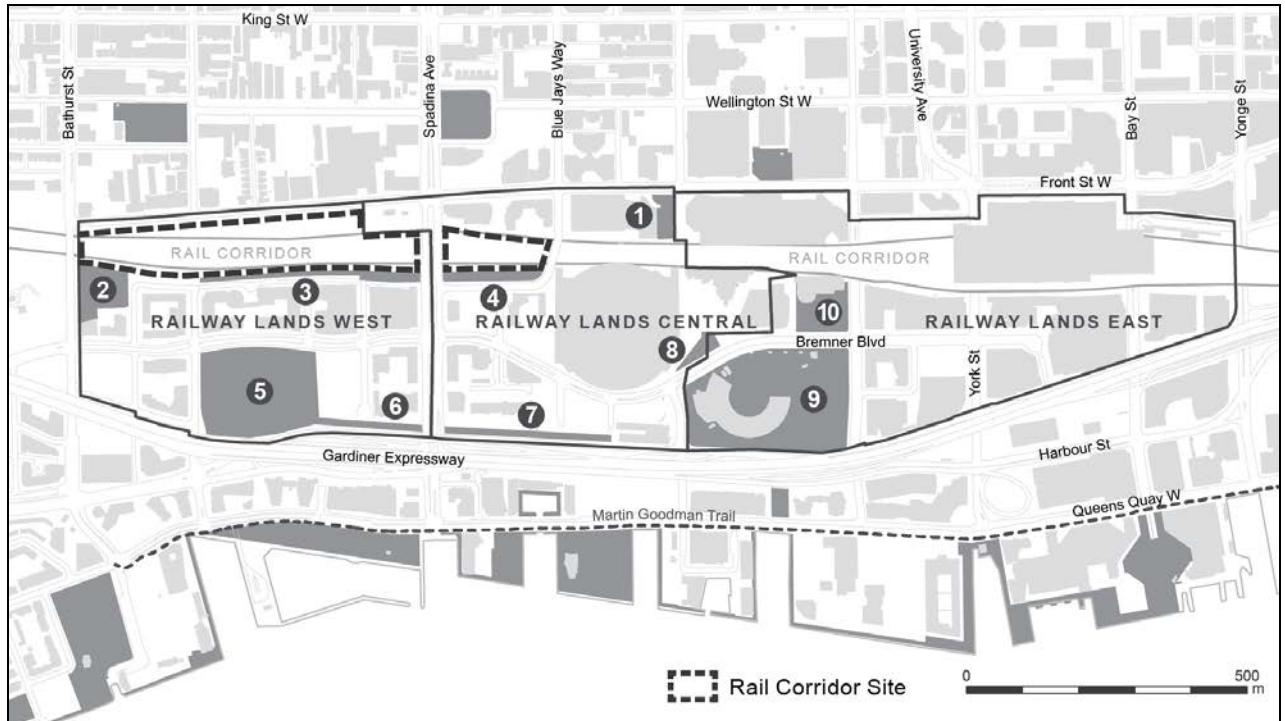 King St W
Bathurst St
Spadina Ave
Blue Jays Way
University Ave
Wellington St W
Bay St
Yonge St
Front St W
1
RAIL CORRIDOR
RAIL CORRIDOR
2
3
4
10
RAILWAY LANDS WEST
RAILWAY LANDS CENTRAL
RAILWAY LANDS EAST
8
Bremner Blvd
York St
5
6
7
9
Gardiner Expressway
Harbour St
Martin Goodman Trail
Queens Quay W
Rail Corridor Site
0
500
m